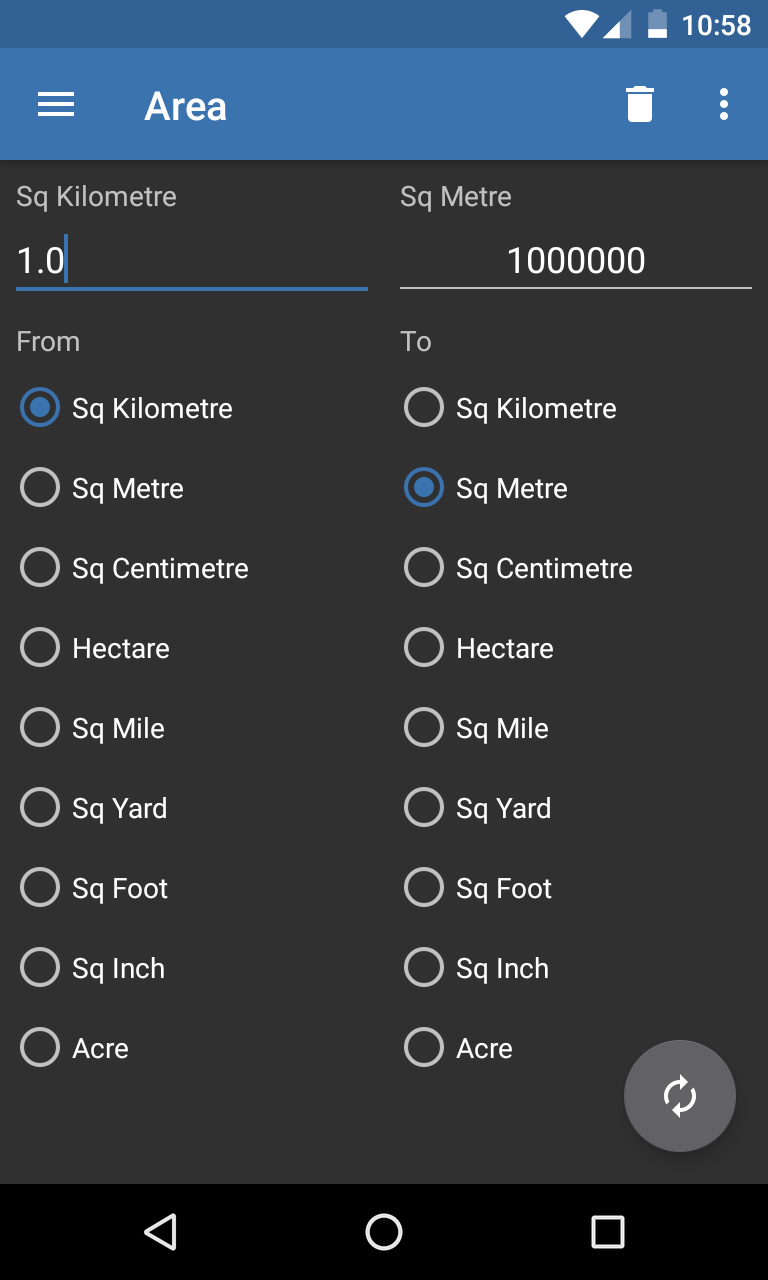 10:58
Area
Sq Kilometre Sq Metre
1.0 1000000
From To
Sq Kilometre Sq Kilometre
Sq Metre Sq Metre
Sq Centimetre Sq Centimetre
Hectare Hectare
Sq Mile Sq Mile
Sq Yard Sq Yard
Sq Foot Sq Foot
Sq Inch Sq Inch
Acre Acre